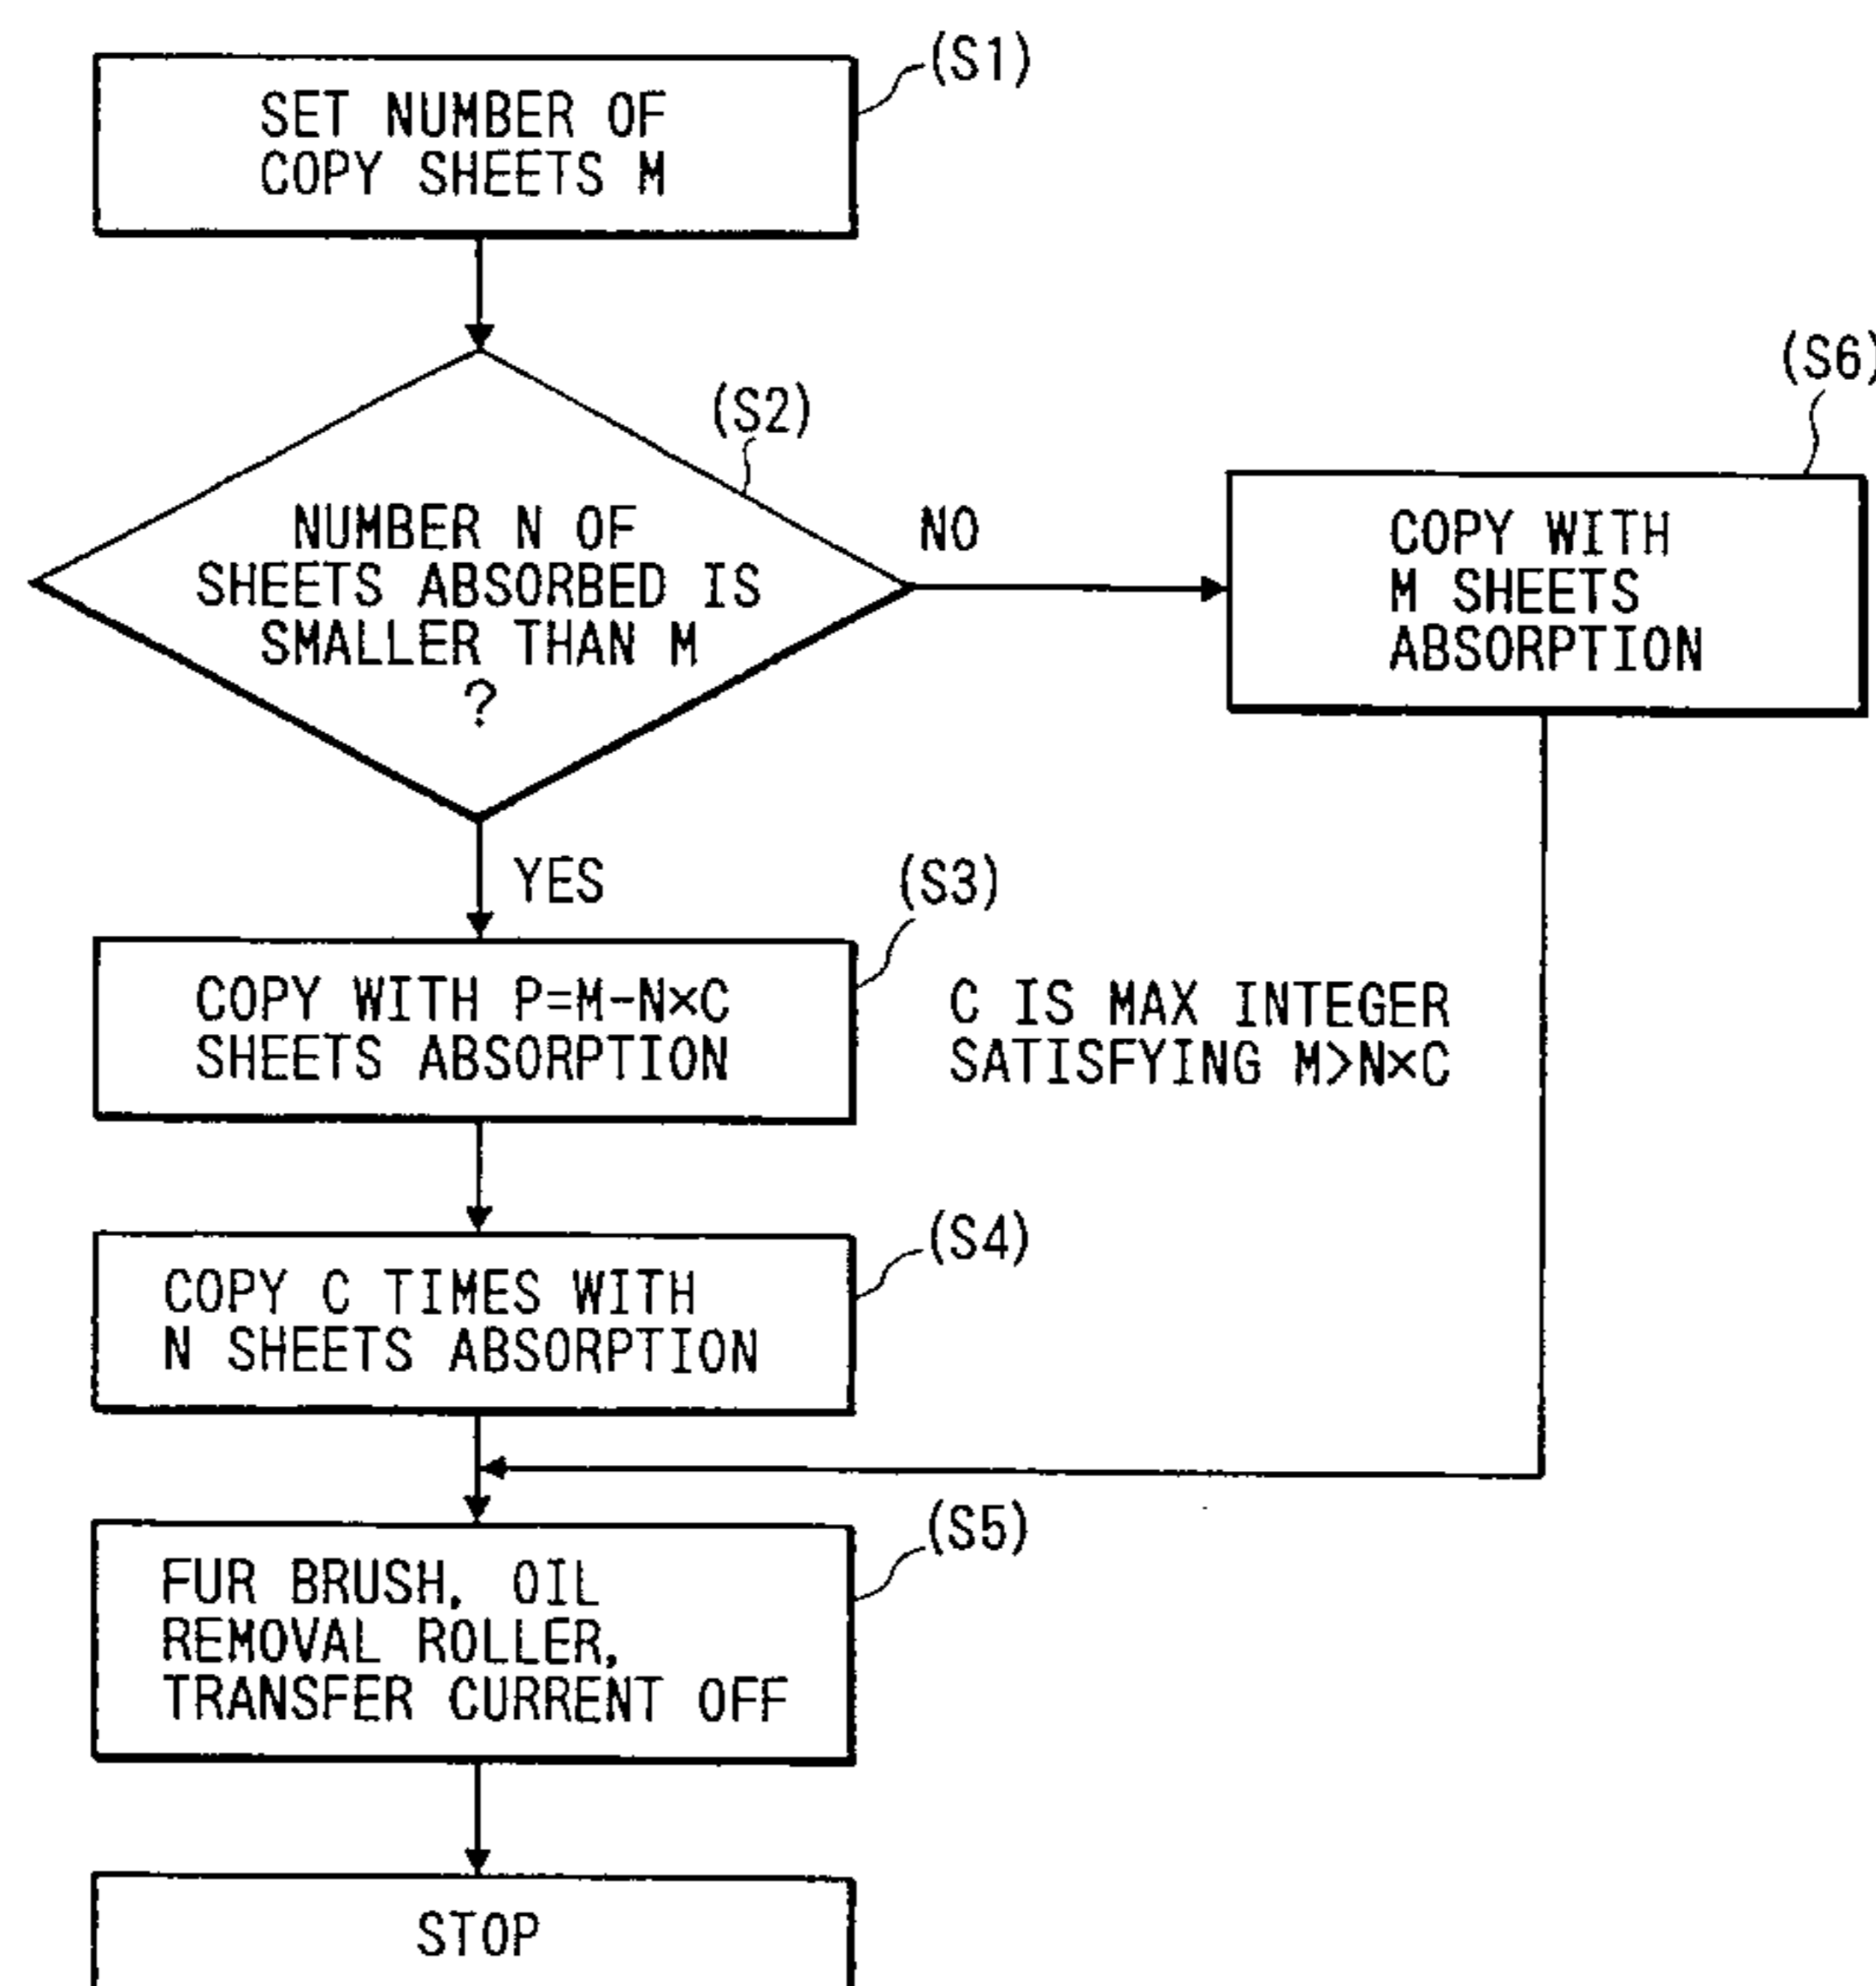 (S1)
SET NUMBER OF
COPY SHEETS M
(S2)
NUMBER N OF
SHEETS ABSORBED IS
SMALLER THAN M
?
NO
(S6)
COPY WITH
M SHEETS
ABSORPTION
YES
(S3)
COPY WITH P=M-N×C
SHEETS ABSORPTION
C IS MAX INTEGER
SATISFYING M>N×C
(S4)
COPY C TIMES WITH
N SHEETS ABSORPTION
(S5)
FUR BRUSH, OIL
REMOVAL ROLLER,
TRANSFER CURRENT OFF
STOP